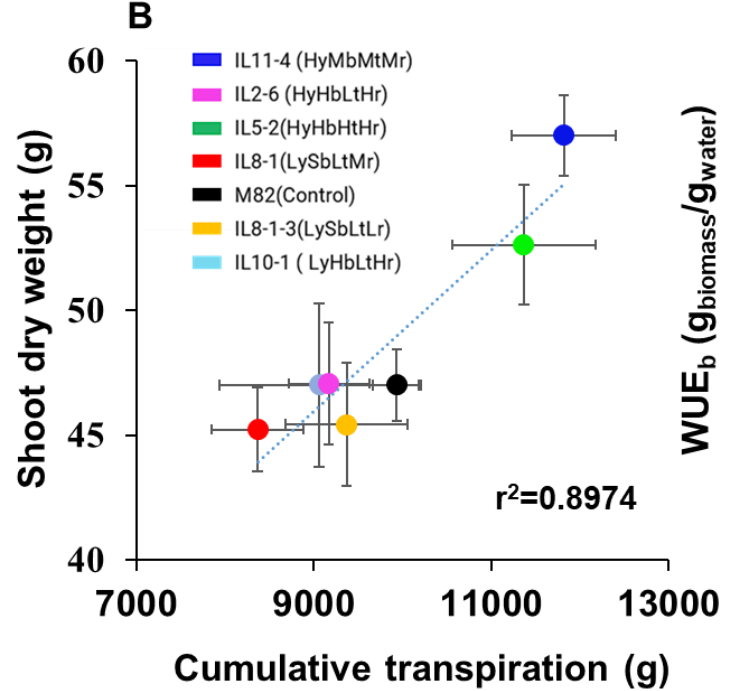 B
IL11-4 (HyMbMtMr)
IL2-6 (HyHbLtHr)
IL5-2(HyHbHtHr)
IL8-1(LySbLtMr)
M82(Control)
IL8-1-3(LySbLtLr)
IL10-1 ( LyHbLtHr)
Shoot dry weight (g)
60
55
50
45
40
r²=0.8974
7000
9000
11000
13000
Cumulative transpiration (g)
WUEb (gbiomass/gwater)